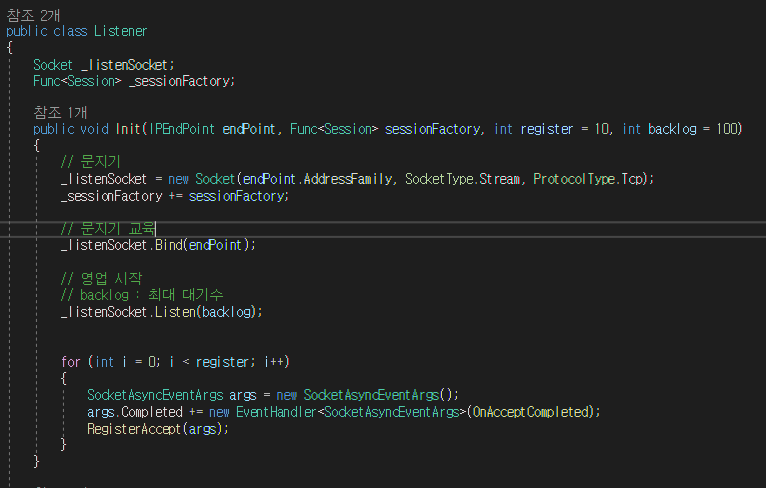 참조 2개
public class Listener
{
Socket _listenSocket;
Func<Session> _sessionFactory;
참조 1개
public void Init(IPEndPoint endPoint, Func<Session> sessionFactory, int register = 10, int backlog = 100)
{
// 문지기
_listenSocket = new Socket(endPoint.AddressFamily, SocketType.Stream, ProtocolType.Tcp);
_sessionFactory += sessionFactory;
// 문지기 교육
_listenSocket.Bind(endPoint);
// 영업 시작
// backlog : 최대 대기수
_listenSocket.Listen(backlog);
for (int i = 0; i < register; i++)
{
SocketAsyncEventArgs args = new SocketAsyncEventArgs();
args.Completed += new EventHandler<SocketAsyncEventArgs>(OnAcceptCompleted);
RegisterAccept(args);
}
}